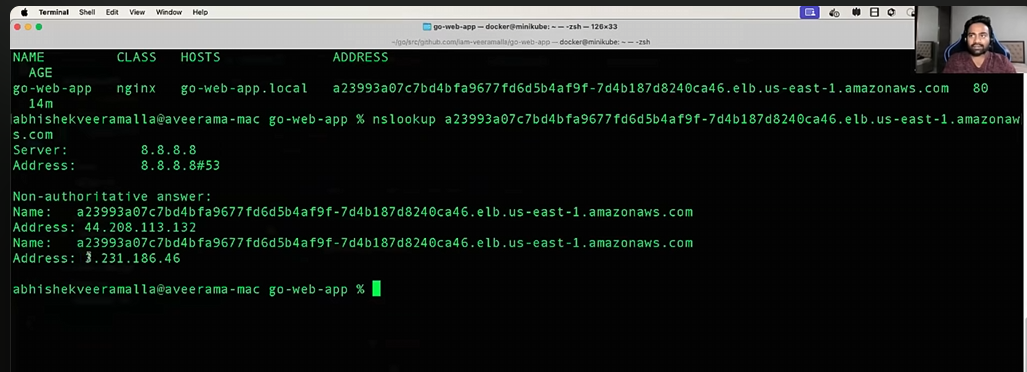 Terminal Shell Edit View Window Help
go-web-app — docker@minikube: ~ — -zsh — 126×33
~/go/src/github.com/iam-veeramalla/go-web-app — docker@minikube: ~ — -zsh
NAME CLASS HOSTS ADDRESS
AGE
go-web-app nginx go-web-app.local a23993a07c7bd4bfa9677fd6d5b4af9f-7d4b187d8240ca46.elb.us-east-1.amazonaws.com 80
14m
abhishekveeramalla@aveerama-mac go-web-app % nslookup a23993a07c7bd4bfa9677fd6d5b4af9f-7d4b187d8240ca46.elb.us-east-1.amazonaw
s.com
Server: 8.8.8.8
Address: 8.8.8.8#53
Non-authoritative answer:
Name: a23993a07c7bd4bfa9677fd6d5b4af9f-7d4b187d8240ca46.elb.us-east-1.amazonaws.com
Address: 44.208.113.132
Name: a23993a07c7bd4bfa9677fd6d5b4af9f-7d4b187d8240ca46.elb.us-east-1.amazonaws.com
Address: 3.231.186.46
abhishekveeramalla@aveerama-mac go-web-app %